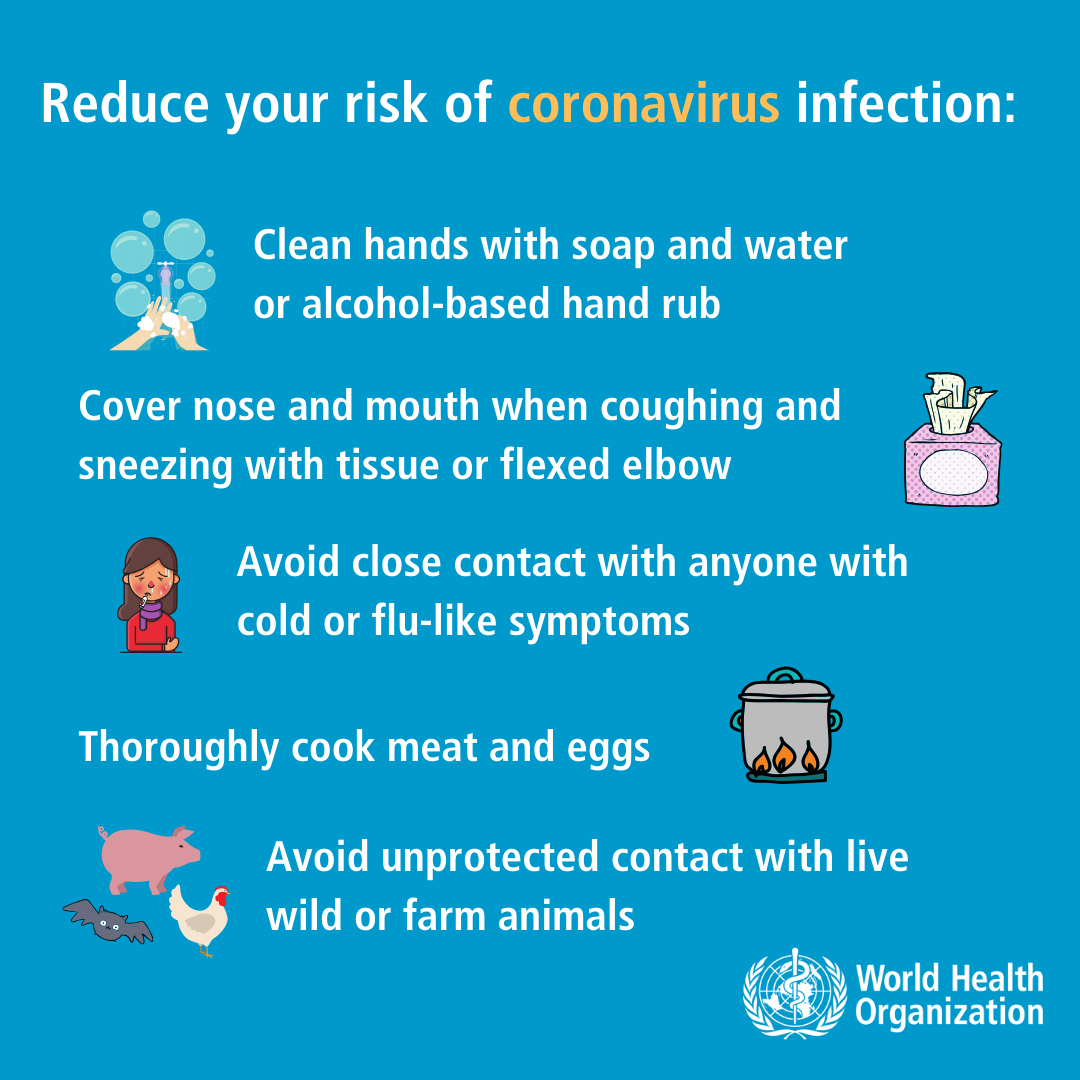 Reduce your risk of coronavirus infection:
Clean hands with soap and water
or alcohol-based hand rub
Cover nose and mouth when coughing and
sneezing with tissue or flexed elbow
Avoid close contact with anyone with
cold or flu-like symptoms
Thoroughly cook meat and eggs
Avoid unprotected contact with live
wild or farm animals
World Health
Organization